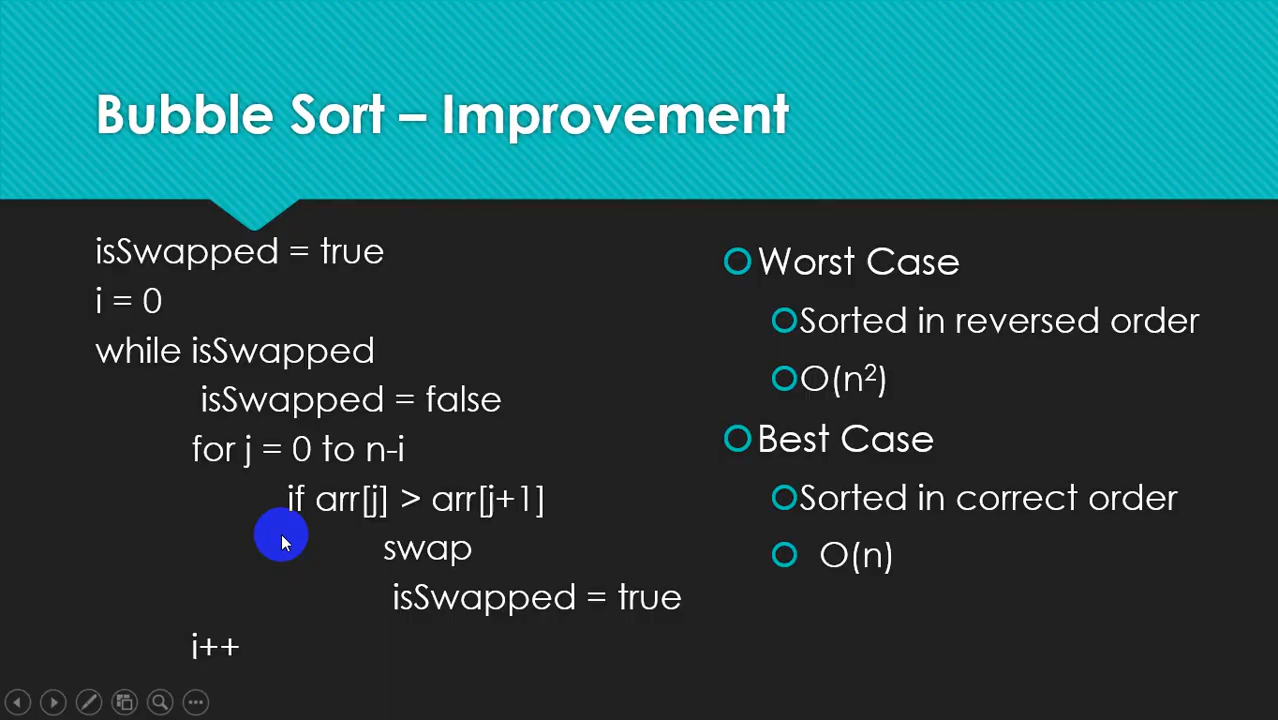 Bubble Sort – Improvement
isSwapped = true
i = 0
while isSwapped
isSwapped = false
for j = 0 to n-i
if arr[j] > arr[j+1]
swap
isSwapped = true
i++
Worst Case
Sorted in reversed order
O(n²)
Best Case
Sorted in correct order
O(n)